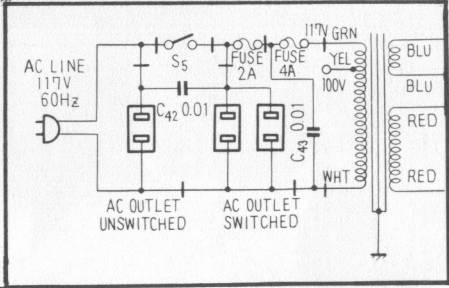 AC LINE
117V
60Hz
S5
FUSE
2A
FUSE
4A
117V
GRN
YEL
100V
BLU
BLU
C42
0.01
C43
0.01
RED
RED
WHT
AC OUTLET
UNSWITCHED
AC OUTLET
SWITCHED